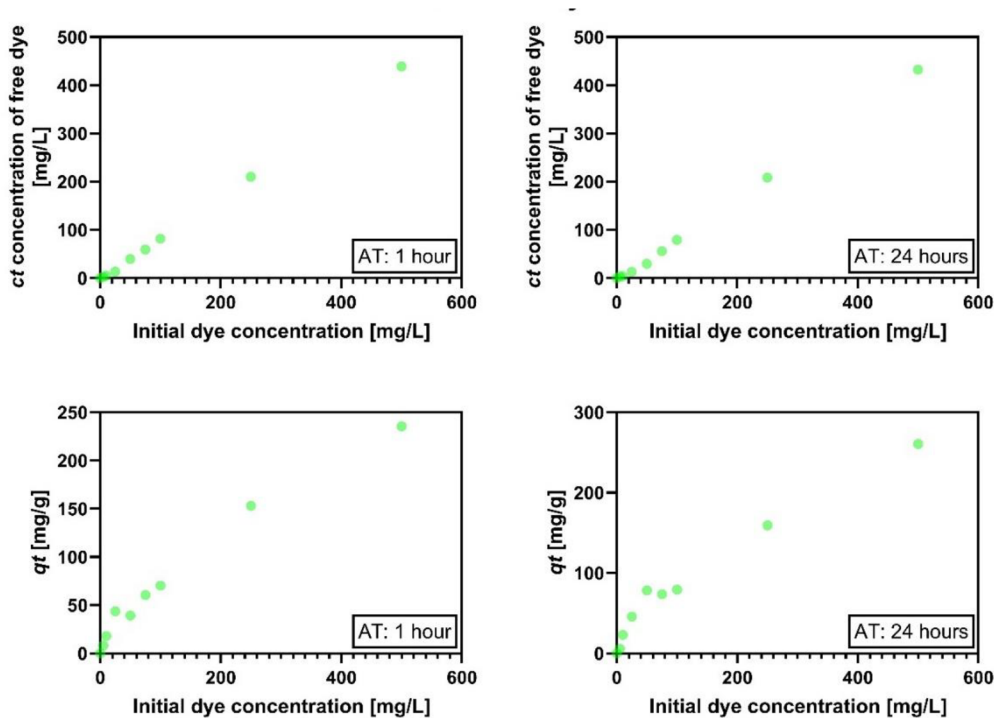 500
400
300
200
100
0
ct concentration of free dye
[mg/L]
AT: 1 hour
0 200 400 600
Initial dye concentration [mg/L]
500
400
300
200
100
0
ct concentration of free dye
[mg/L]
AT: 24 hours
0 200 400 600
Initial dye concentration [mg/L]
250
200
150
100
50
0
qt [mg/g]
AT: 1 hour
0 200 400 600
Initial dye concentration [mg/L]
300
200
100
0
qt [mg/g]
AT: 24 hours
0 200 400 600
Initial dye concentration [mg/L]